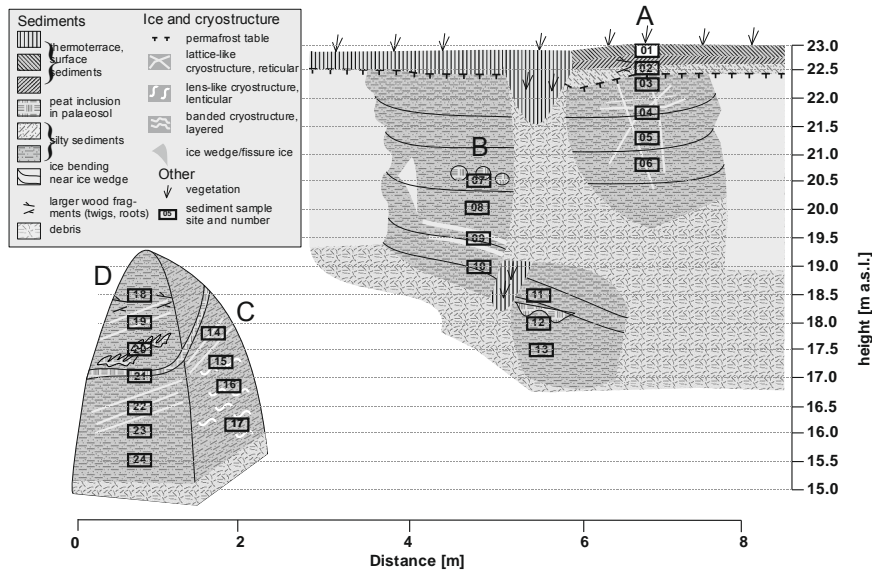 Sediments
thermoterrace,
surface
sediments
peat inclusion
in palaeosol
silty sediments
ice bending
near ice wedge
larger wood frag-
ments (twigs, roots)
debris
Ice and cryostructure
permafrost table
lattice-like
cryostructure, reticular
lens-like cryostructure,
lenticular
banded cryostructure,
layered
ice wedge/fissure ice
Other
vegetation
05
sediment sample
site and number
A
01
02
03
04
05
06
B
07
08
09
10
11
12
13
C
14
15
16
17
D
18
19
20
21
22
23
24
23.0
22.5
22.0
21.5
21.0
20.5
20.0
19.5
19.0
18.5
18.0
17.5
17.0
16.5
16.0
15.5
15.0
height [m a.s.l.]
0 2 4 6 8
Distance [m]